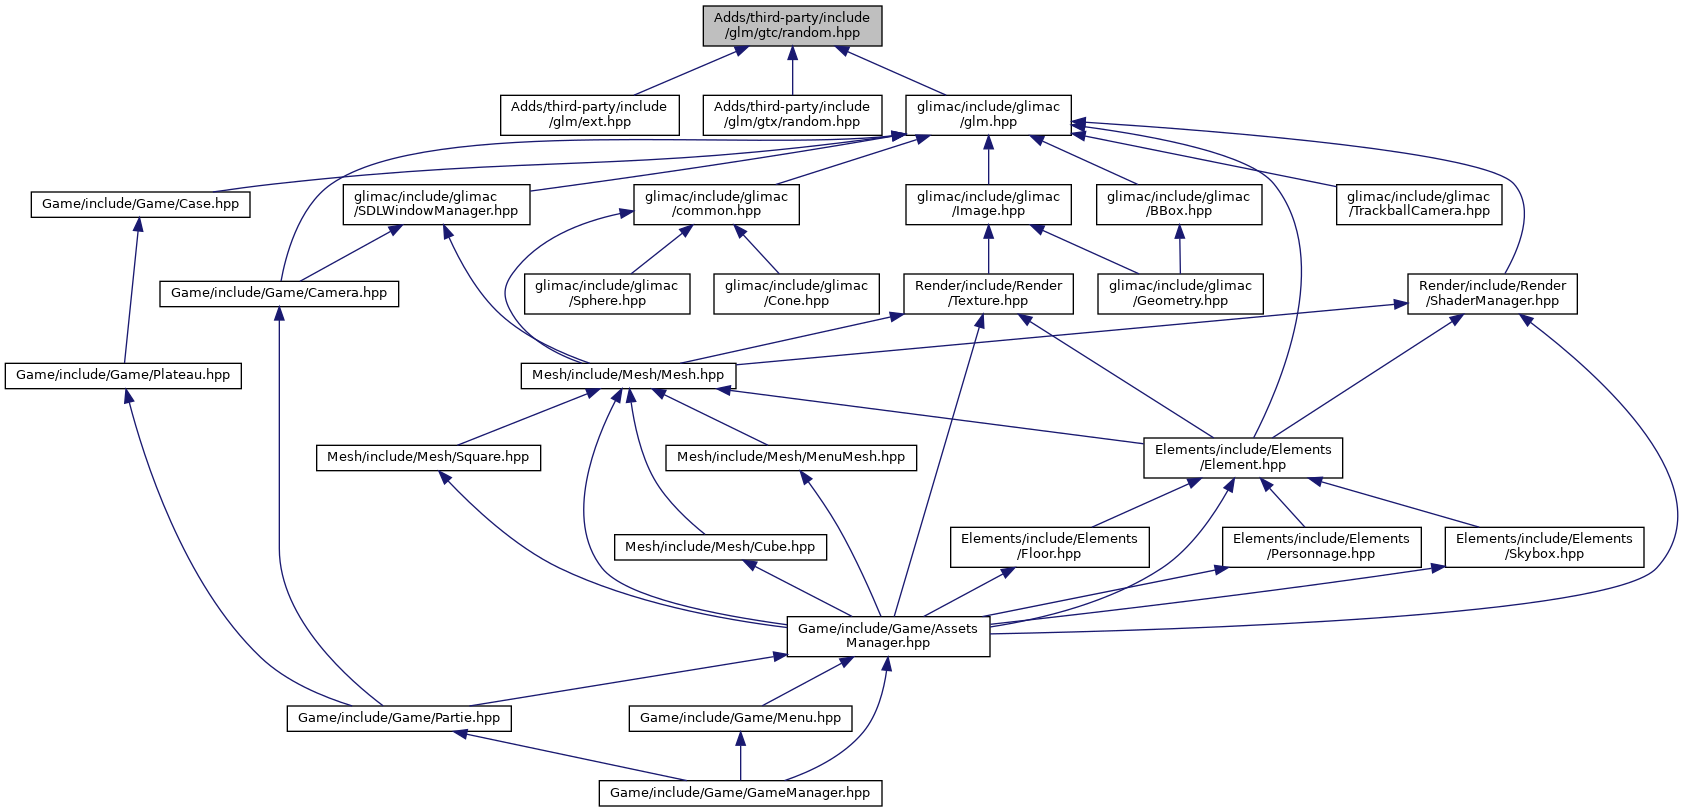 Adds/third-party/include
/glm/gtc/random.hpp
Adds/third-party/include
/glm/ext.hpp
Adds/third-party/include
/glm/gtx/random.hpp
glimac/include/glimac
/glm.hpp
Game/include/Game/Case.hpp
glimac/include/glimac
/SDLWindowManager.hpp
glimac/include/glimac
/common.hpp
glimac/include/glimac
/Image.hpp
glimac/include/glimac
/BBox.hpp
glimac/include/glimac
/TrackballCamera.hpp
Game/include/Game/Camera.hpp
glimac/include/glimac
/Sphere.hpp
glimac/include/glimac
/Cone.hpp
Render/include/Render
/Texture.hpp
glimac/include/glimac
/Geometry.hpp
Render/include/Render
/ShaderManager.hpp
Game/include/Game/Plateau.hpp
Mesh/include/Mesh/Mesh.hpp
Mesh/include/Mesh/Square.hpp
Mesh/include/Mesh/MenuMesh.hpp
Elements/include/Elements
/Element.hpp
Mesh/include/Mesh/Cube.hpp
Elements/include/Elements
/Floor.hpp
Elements/include/Elements
/Personnage.hpp
Elements/include/Elements
/Skybox.hpp
Game/include/Game/Assets
Manager.hpp
Game/include/Game/Partie.hpp
Game/include/Game/Menu.hpp
Game/include/Game/GameManager.hpp